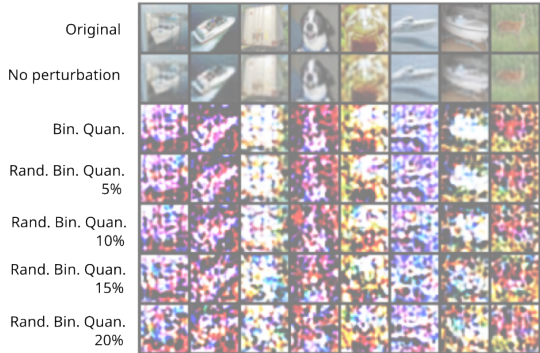 Original
No perturbation
Bin. Quan.
Rand. Bin. Quan.
5%
Rand. Bin. Quan.
10%
Rand. Bin. Quan.
15%
Rand. Bin. Quan.
20%